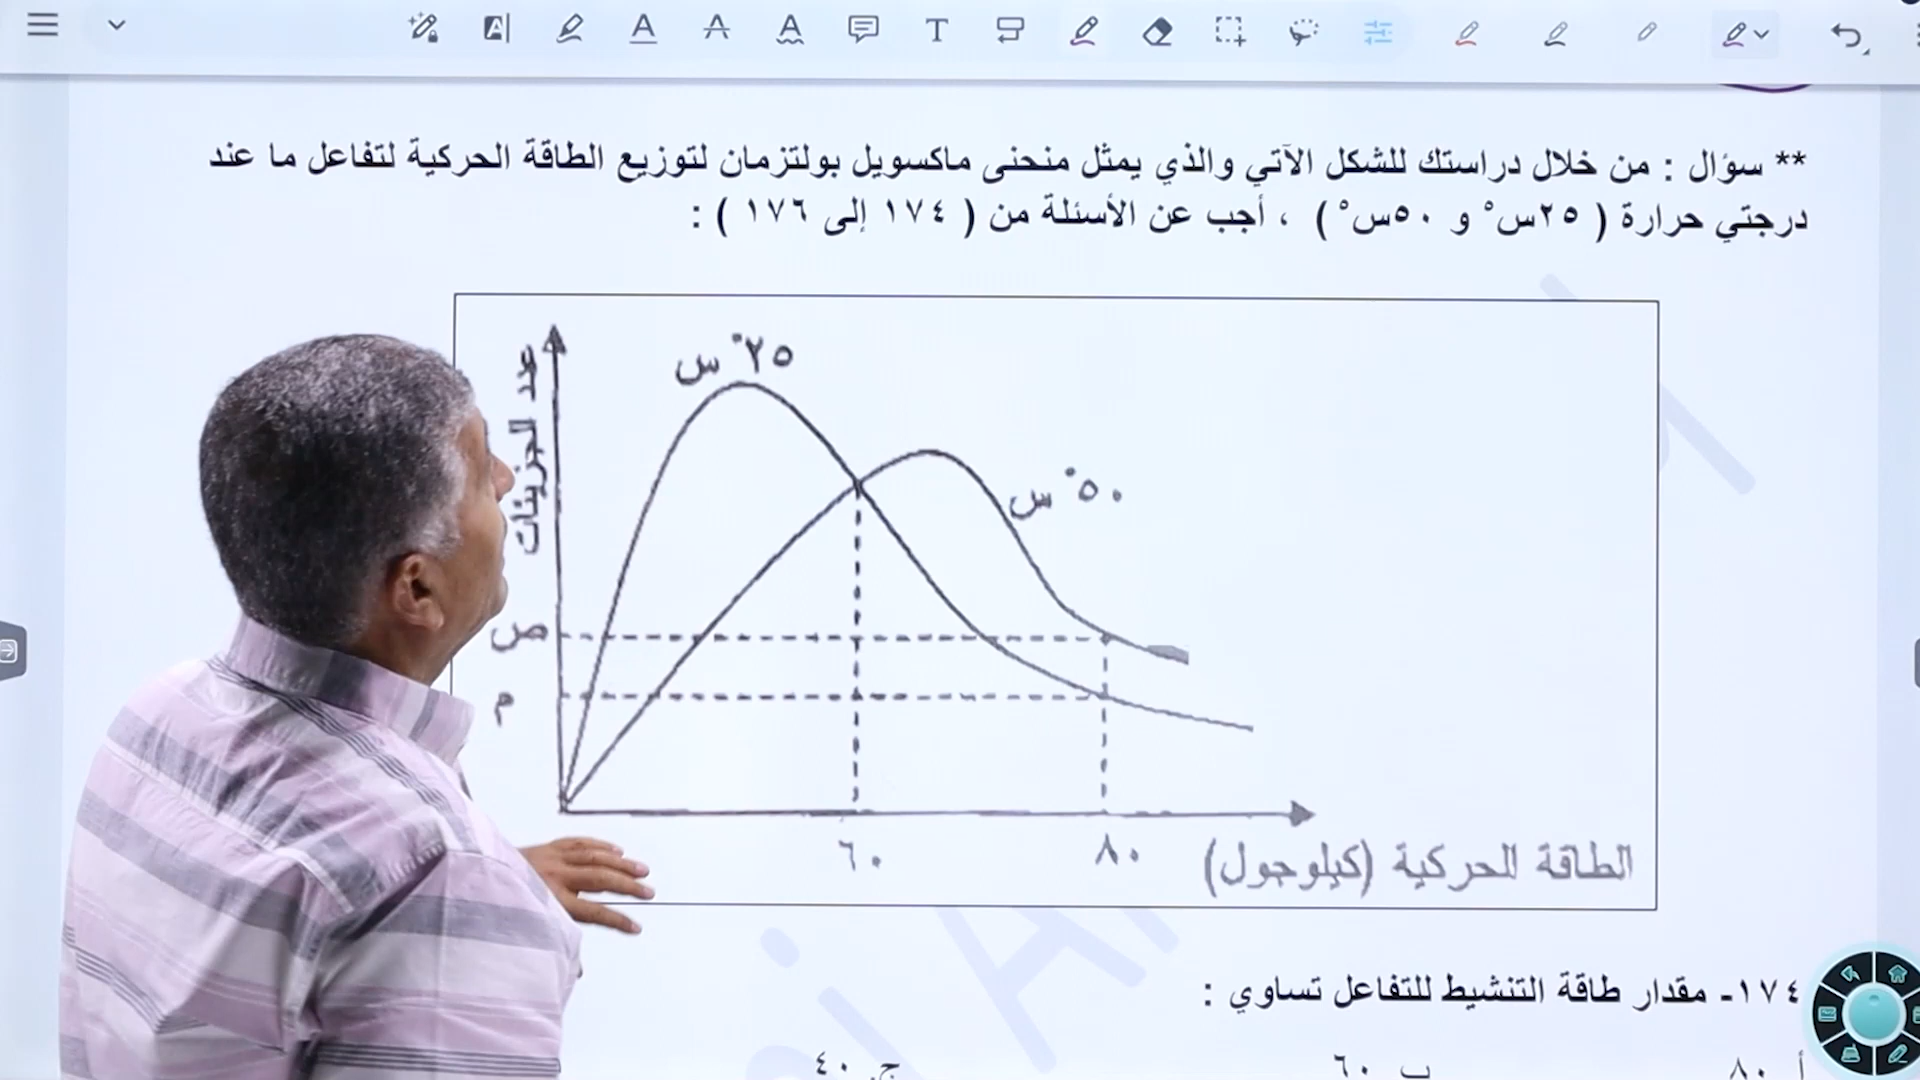 ** سؤال : من خلال دراستك للشكل الآتي والذي يمثل منحنى ماكسويل بولتزمان لتوزيع الطاقة الحركية لتفاعل ما عند
درجتي حرارة ( ٢٥س° و ٥٠س° ) ، أجب عن الأسئلة من ( ١٧٤ إلى ١٧٦ ) :
عدد الجزيئات
٢٥° س
٥٠° س
ص
م
٦٠
٨٠
الطاقة الحركية (كيلوجول)
١٧٤- مقدار طاقة التنشيط للتفاعل تساوي :
أ. ٨٠ ب. ٦٠ ج. ٤٠